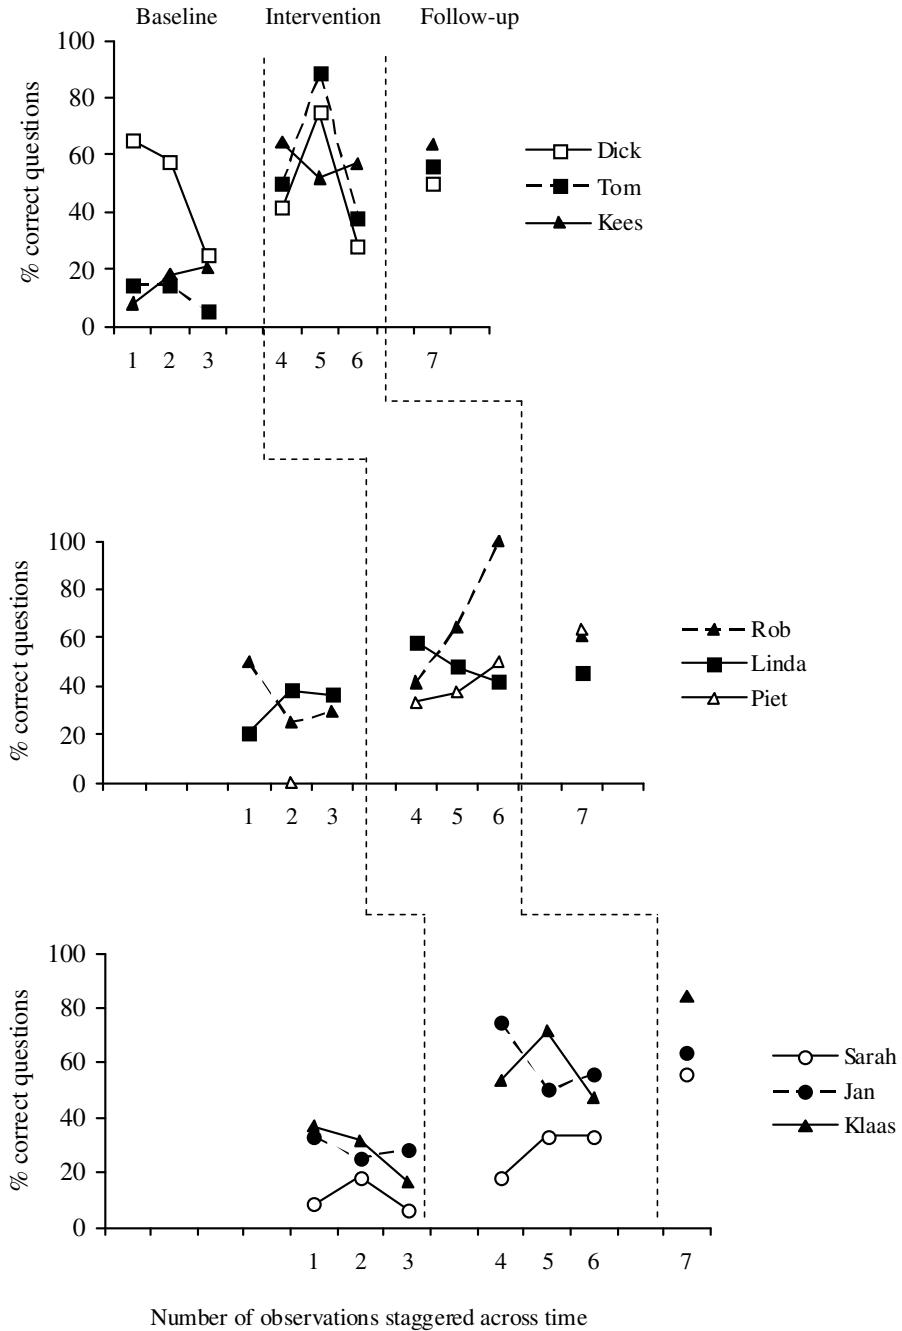 Baseline Intervention Follow-up
100
80
60
40
20
0
% correct questions
1 2 3 4 5 6 7
Dick
Tom
Kees
100
80
60
40
20
0
% correct questions
1 2 3 4 5 6 7
Rob
Linda
Piet
100
80
60
40
20
0
% correct questions
1 2 3 4 5 6 7
Sarah
Jan
Klaas
Number of observations staggered across time